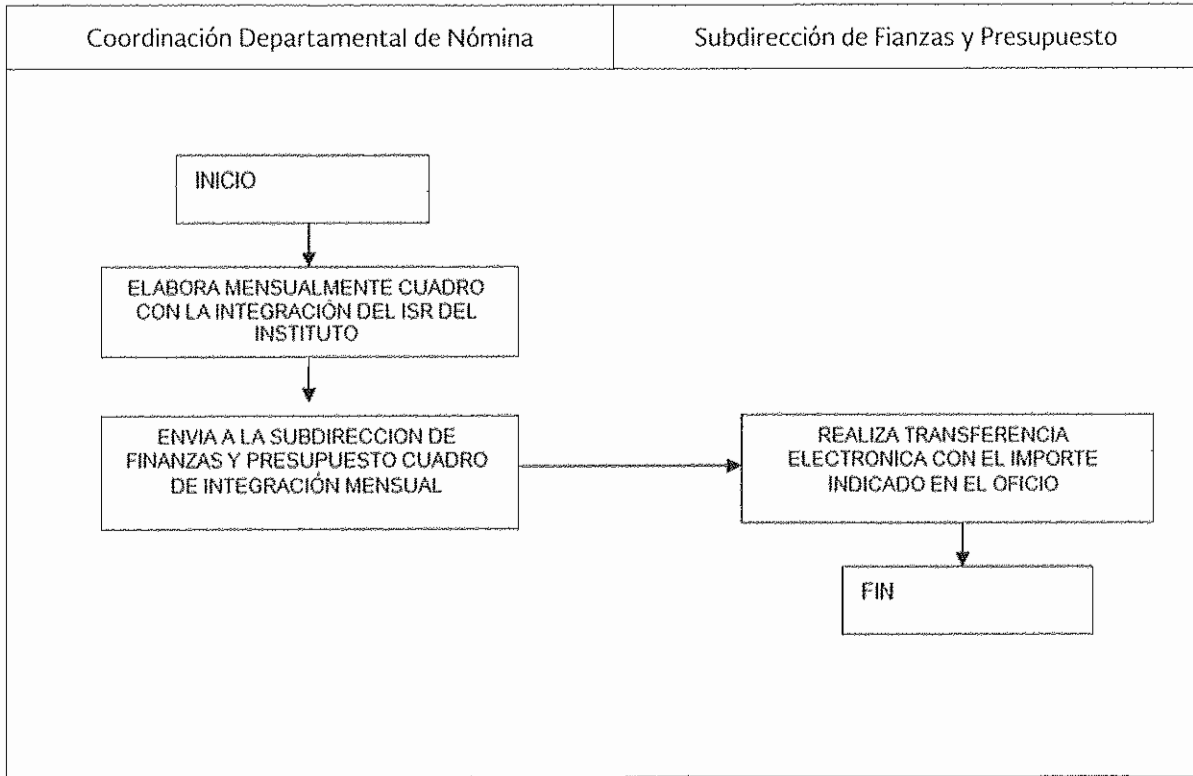 Coordinación Departamental de Nómina
Subdirección de Fianzas y Presupuesto
INICIO
ELABORA MENSUALMENTE CUADRO
CON LA INTEGRACIÓN DEL ISR DEL
INSTITUTO
ENVIA A LA SUBDIRECCION DE
FINANZAS Y PRESUPUESTO CUADRO
DE INTEGRACIÓN MENSUAL
REALIZA TRANSFERENCIA
ELECTRONICA CON EL IMPORTE
INDICADO EN EL OFICIO
FIN